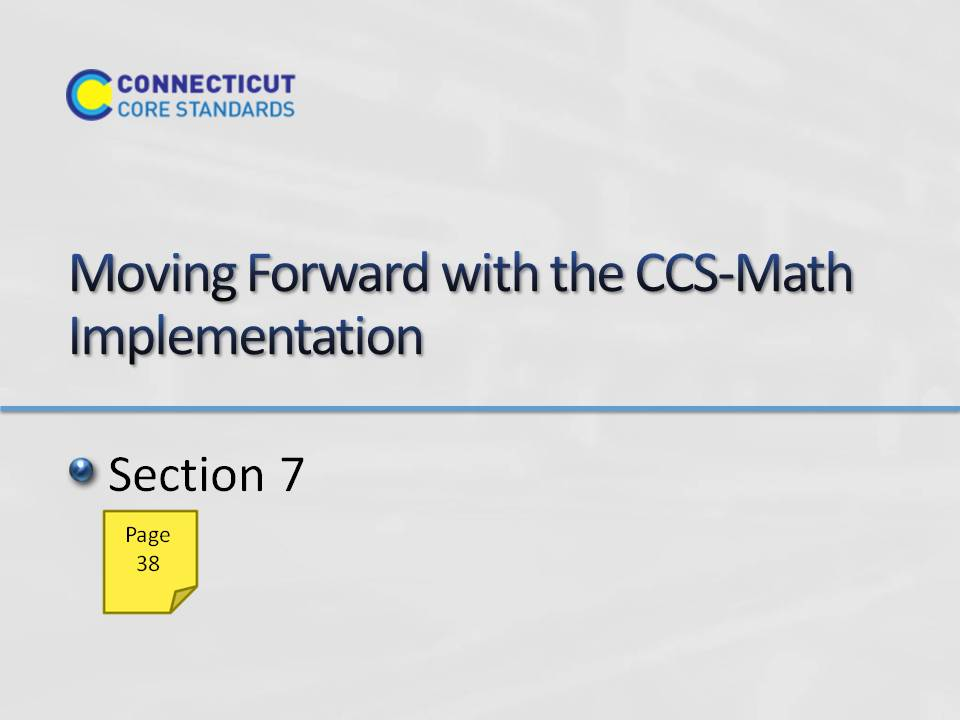 CONNECTICUT
CORE STANDARDS
Moving Forward with the CCS-Math
Implementation
Section 7
Page
38